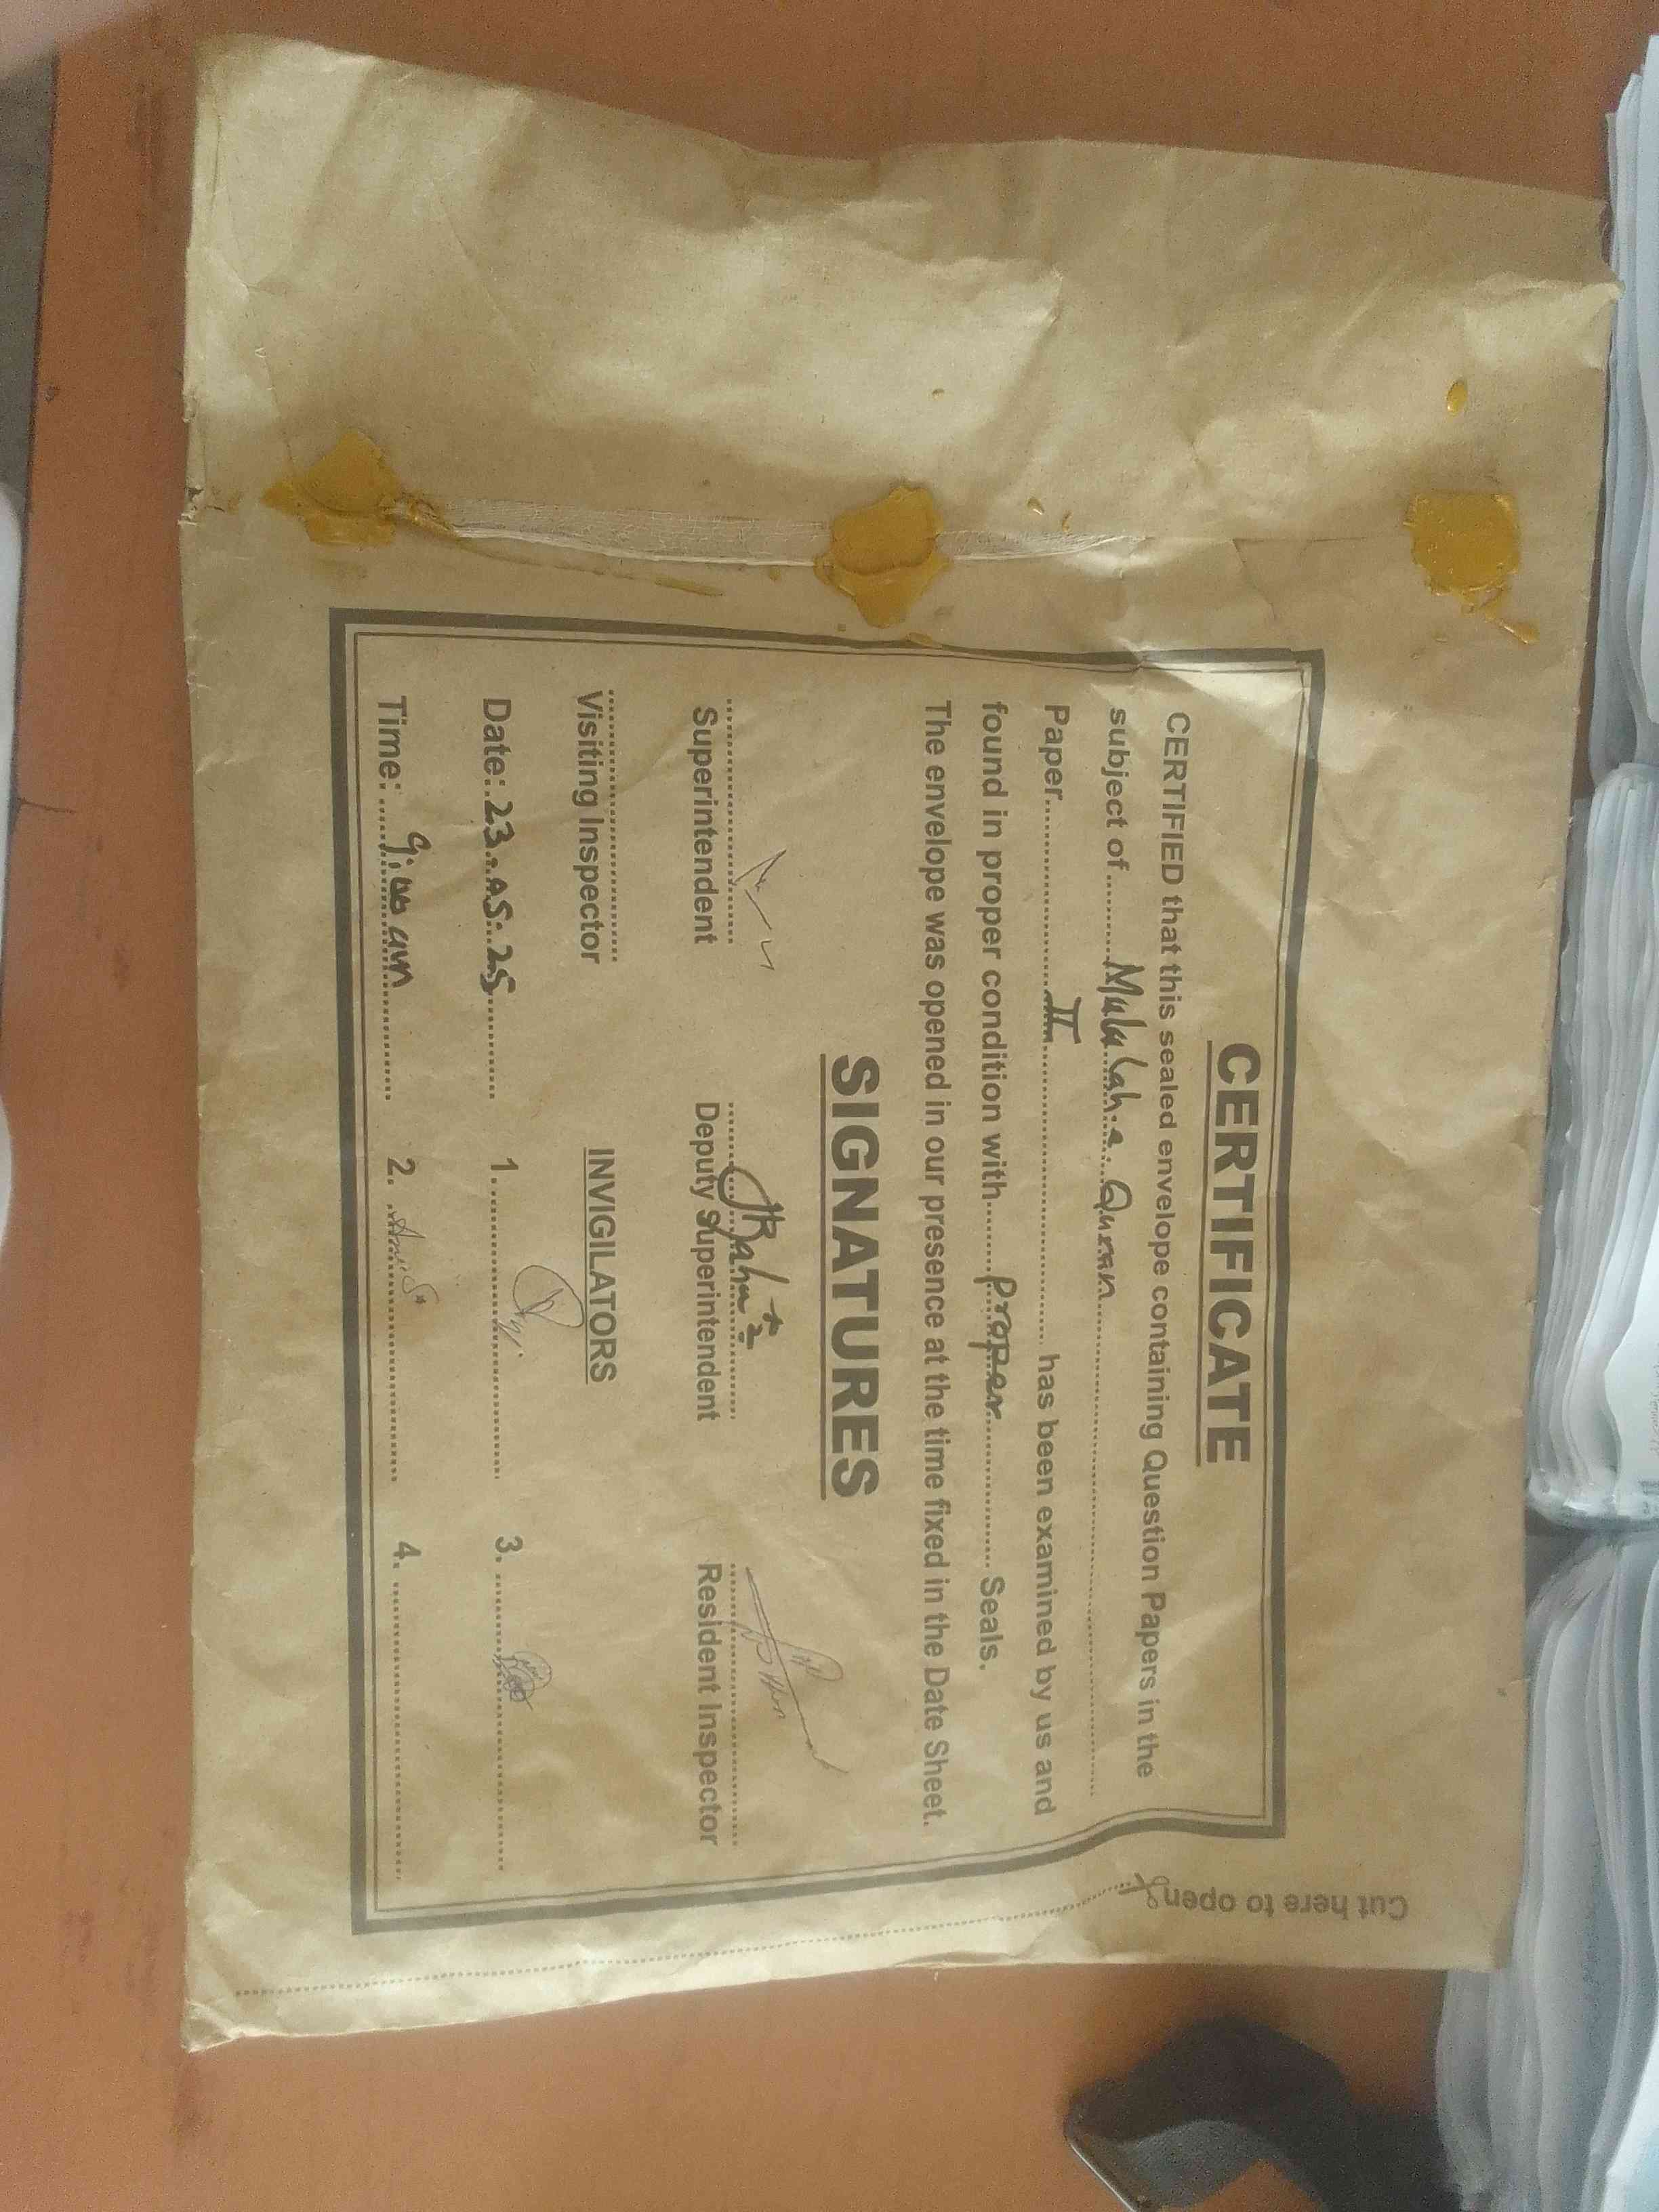 CERTIFICATE
CERTIFIED that this sealed envelope containing Question Papers in the
subject of Mutalaha Quran
Paper II has been examined by us and
found in proper condition with proper Seals.
The envelope was opened in our presence at the time fixed in the Date Sheet.
SIGNATURES
Superintendent Deputy Superintendent Resident Inspector
Visiting Inspector INVIGILATORS
Date: 23.05.25 1. 3.
Time: 9:00 am 2. 4.
Cut here to open